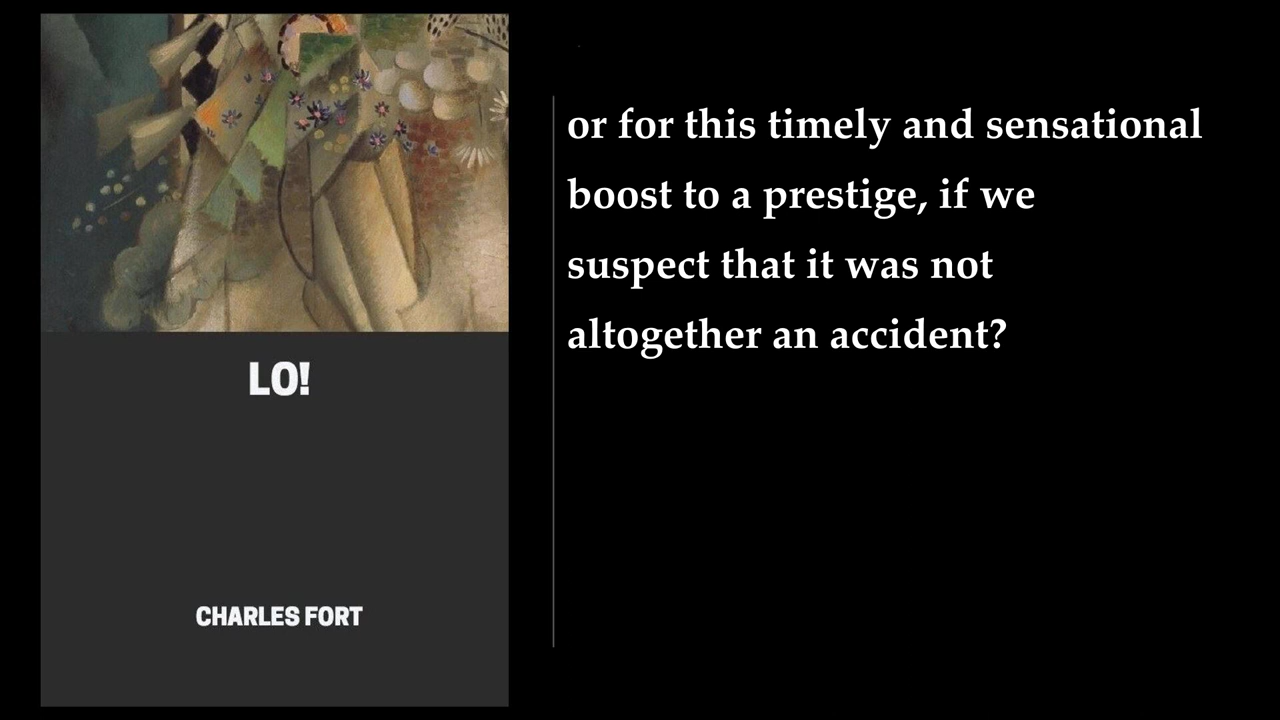 LO!
CHARLES FORT
or for this timely and sensational
boost to a prestige, if we
suspect that it was not
altogether an accident?